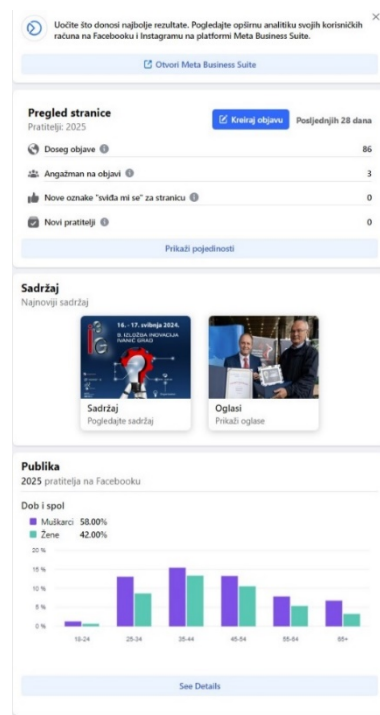 Uočite što donosi najbolje rezultate. Pogledajte opširnu analitiku svojih korisničkih
računa na Facebooku i Instagramu na platformi Meta Business Suite.
Otvori Meta Business Suite
Pregled stranice
Pratitelji: 2025
Kreiraj objavu
Posljednjih 28 dana
Doseg objave 86
Angažman na objavi 3
Nove oznake "sviđa mi se" za stranicu 0
Novi pratitelji 0
Prikaži pojedinosti
Sadržaj
Najnoviji sadržaj
16. - 17. svibnja 2024.
9. IZLOŽBA INOVACIJA
IVANIĆ GRAD
Sadržaj
Pogledajte sadržaj
Oglasi
Prikaži oglase
Publika
2025 pratitelja na Facebooku
Dob i spol
Muškarci 58.00%
Žene 42.00%
20 %
15 %
10 %
5 %
0 %
18-24 25-34 35-44 45-54 55-64 65+
See Details